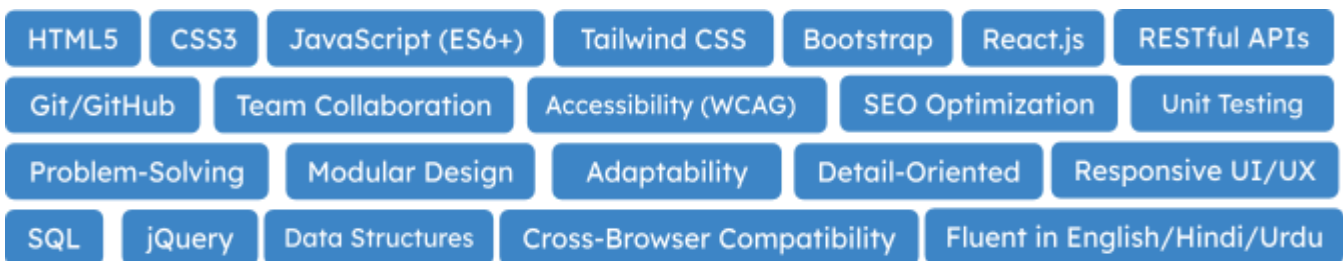 HTML5 CSS3 JavaScript (ES6+) Tailwind CSS Bootstrap React.js RESTful APIs
Git/GitHub Team Collaboration Accessibility (WCAG) SEO Optimization Unit Testing
Problem-Solving Modular Design Adaptability Detail-Oriented Responsive UI/UX
SQL jQuery Data Structures Cross-Browser Compatibility Fluent in English/Hindi/Urdu